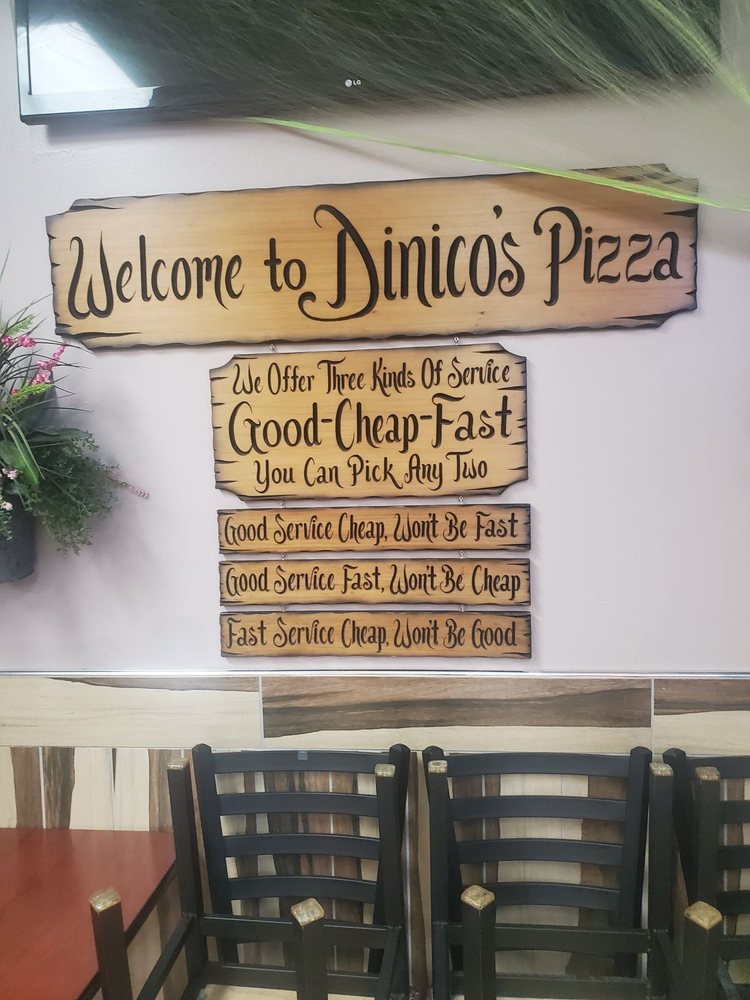 LG
Welcome to Dinico's Pizza
We Offer Three Kinds Of Service
Good-Cheap-Fast
You Can Pick Any Two
Good Service Cheap, Won't Be Fast
Good Service Fast, Won't Be Cheap
Fast Service Cheap, Won't Be Good